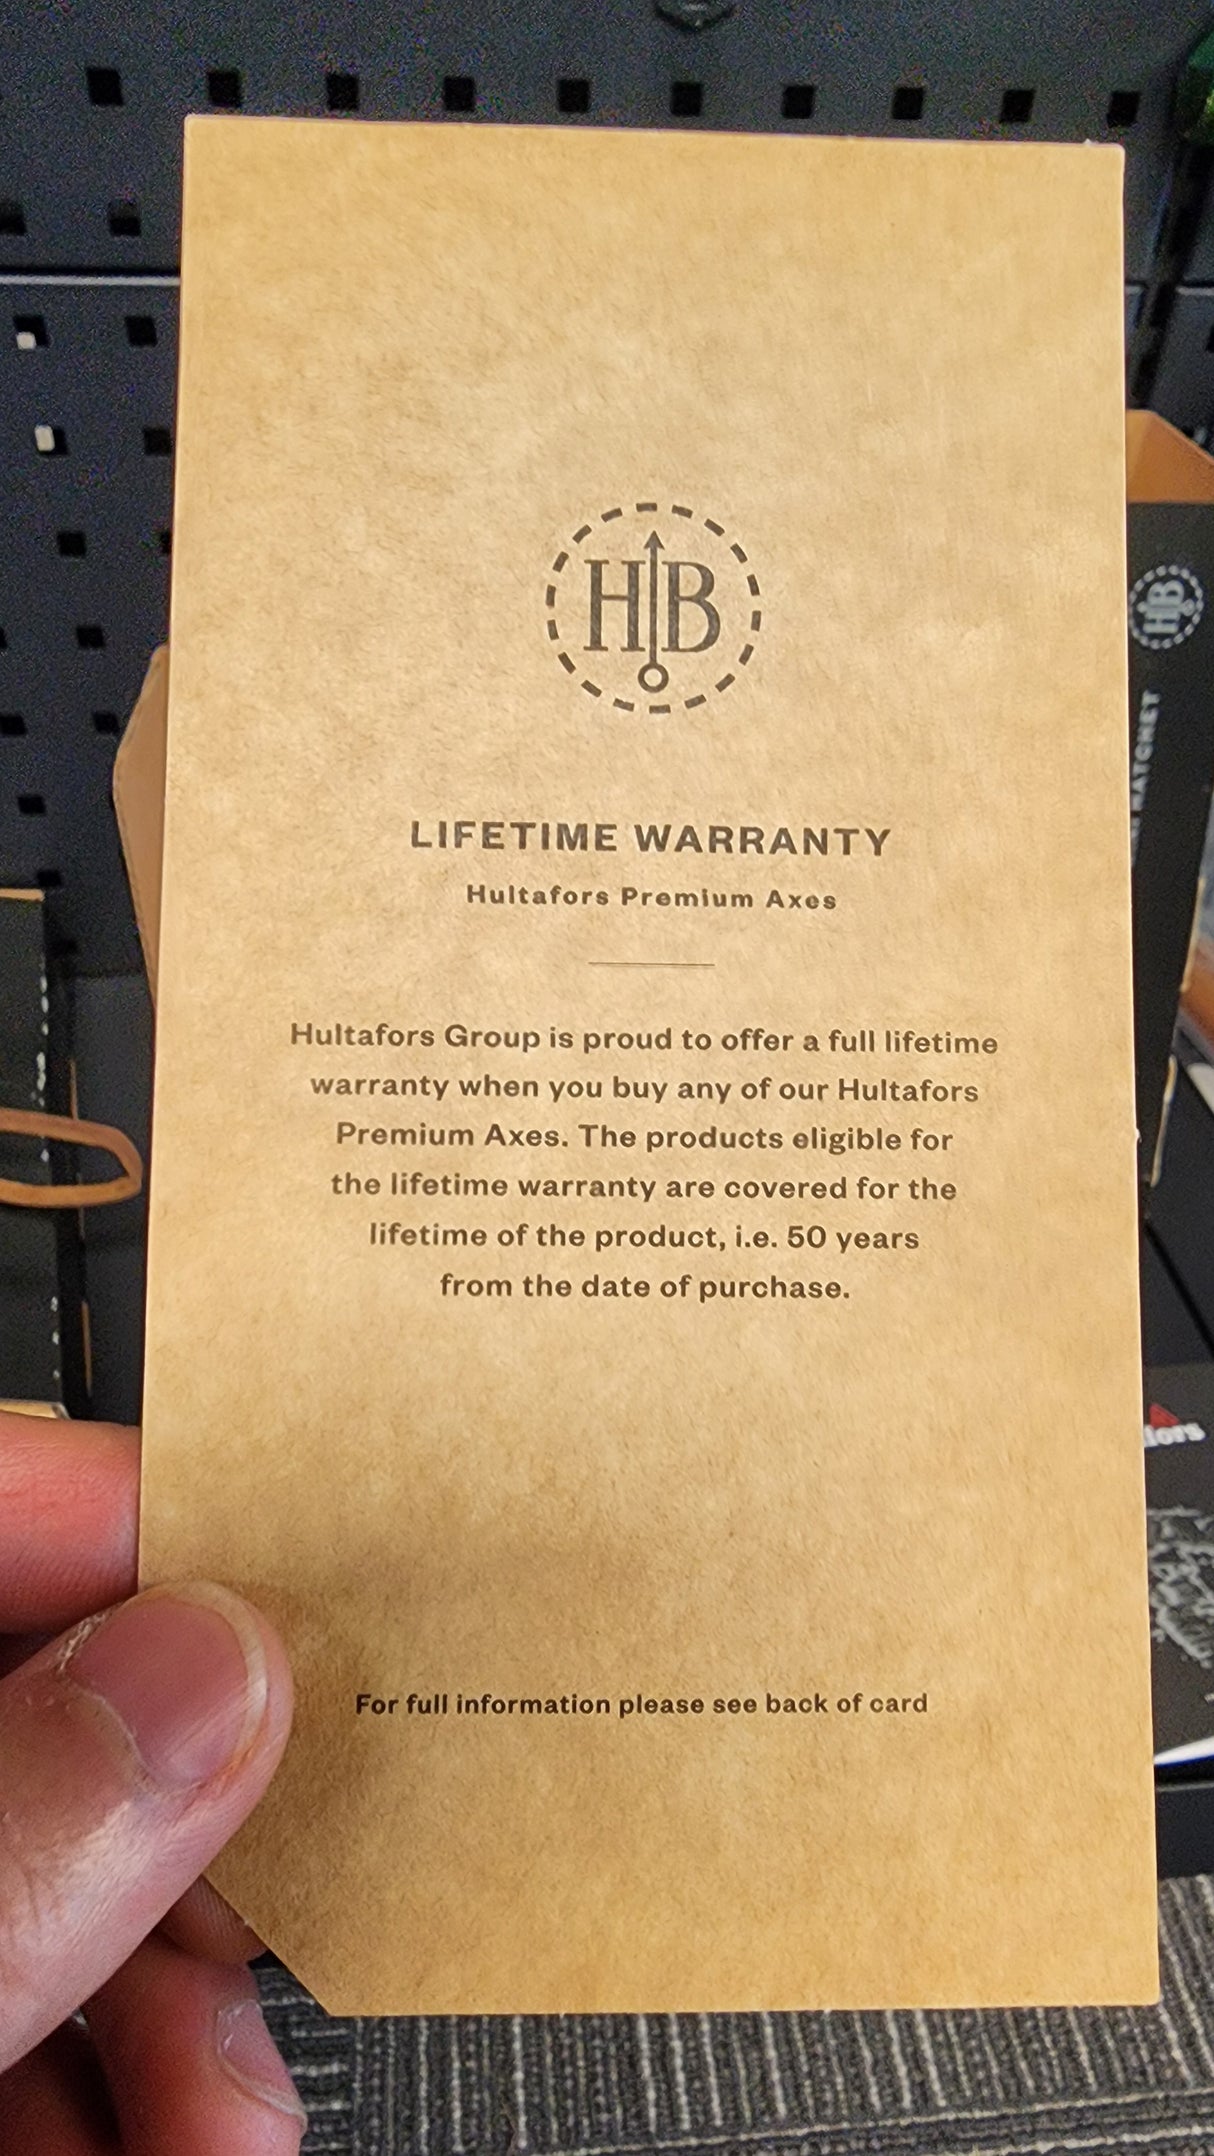 HB
LIFETIME WARRANTY
Hultafors Premium Axes
Hultafors Group is proud to offer a full lifetime
warranty when you buy any of our Hultafors
Premium Axes. The products eligible for
the lifetime warranty are covered for the
lifetime of the product, i.e. 50 years
from the date of purchase.
For full information please see back of card
HB